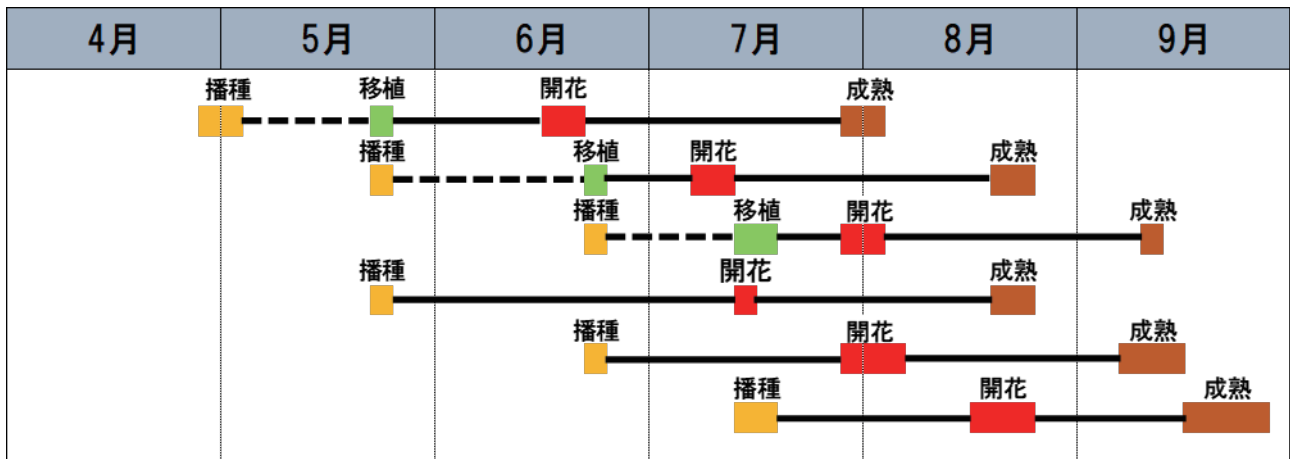 4月 5月 6月 7月 8月 9月
播種 移植 開花 成熟
播種 移植 開花 成熟
播種 移植 開花 成熟
播種 開花 成熟
播種 開花 成熟
播種 開花 成熟